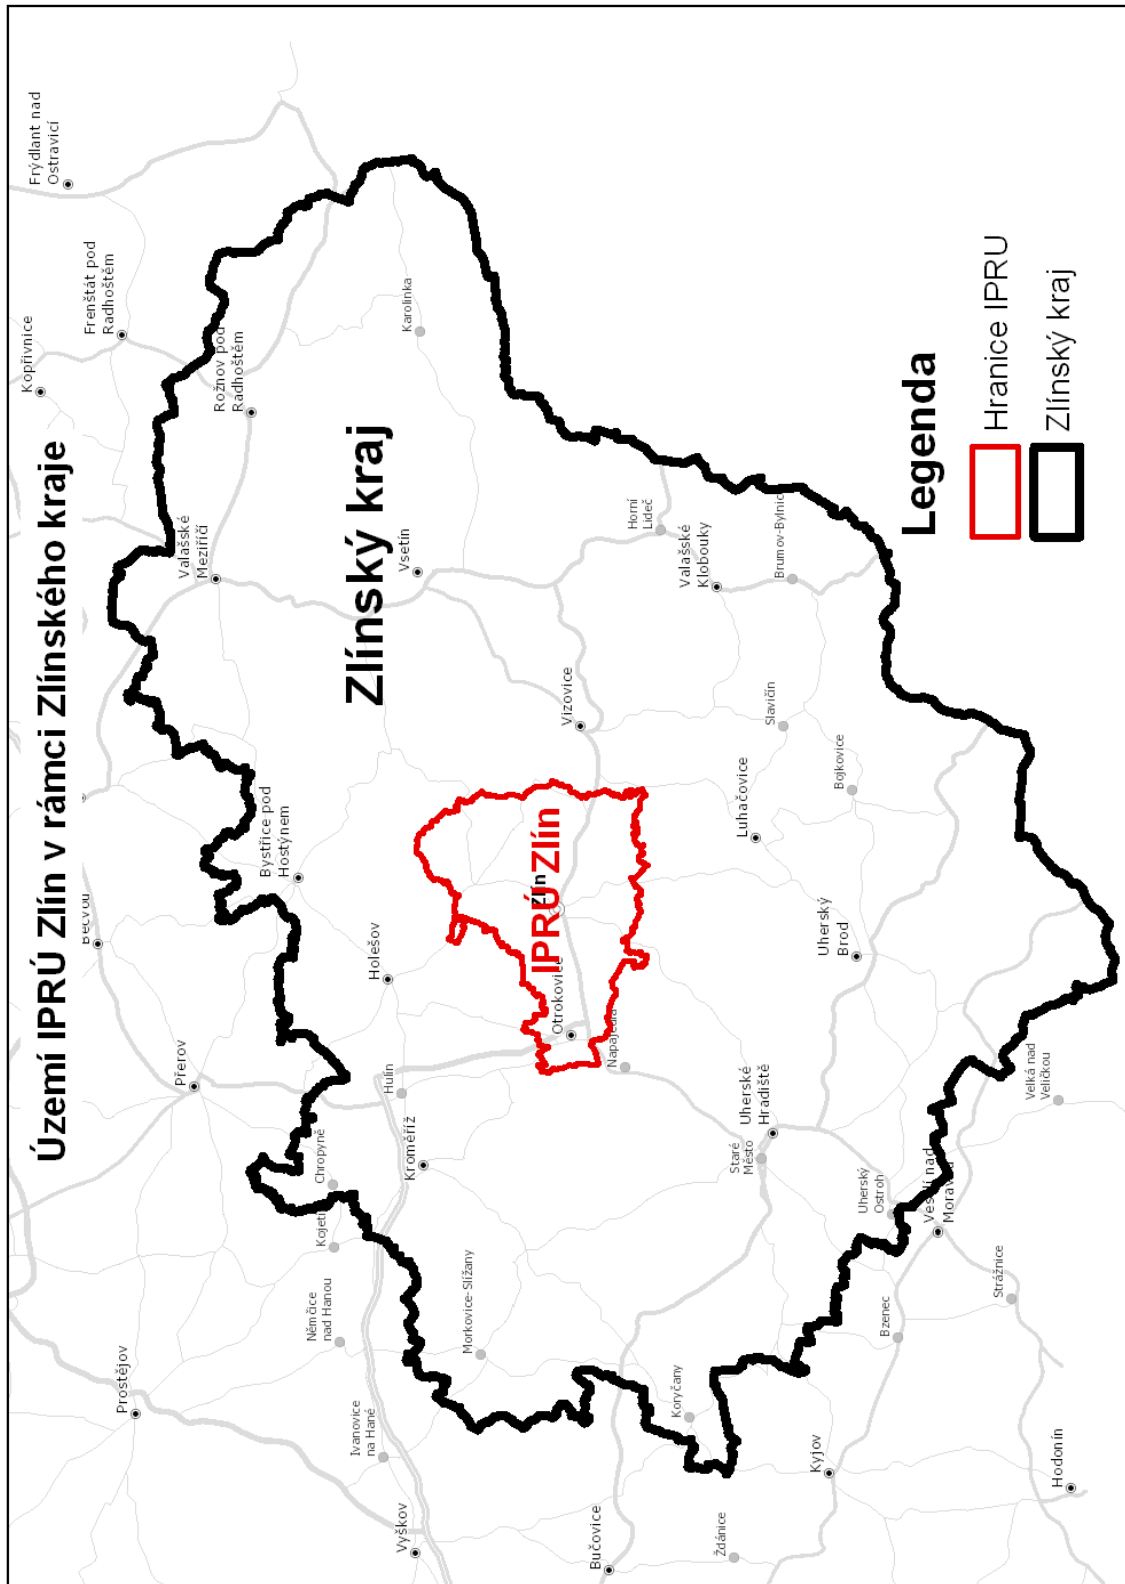 Území IPRÚ Zlín v rámci Zlínského kraje
Frýdlant nad
Ostravicí
Kopřivnice
Frenštát pod
Radhoštěm
Rožnov pod
Radhoštěm
Karolinka
Valašské
Meziříčí
Vsetín
Zlínský kraj
Horní
Lideč
Valašské
Klobouky
Brumov-Bylnic
Vizovice
Slavičín
Bojkovice
Luhačovice
Bystřice pod
Hostýnem
IPRÚ Zlín
Zlín
Přerov
Holešov
Otrokovice
Napajedla
Uherský
Brod
Hulín
Kroměříž
Chropyně
Kojetí
Uherské
Hradiště
Staré
Město
Uherský
Ostroh
Veselí nad
Moravou
Velká nad
Veličkou
Němčice
nad Hanou
Morkovice-Slížany
Prostějov
Ivanovice
na Hané
Vyškov
Koryčany
Bučovice
Ždánice
Kyjov
Bzenec
Strážnice
Hodonín
Legenda
Hranice IPRU
Zlínský kraj